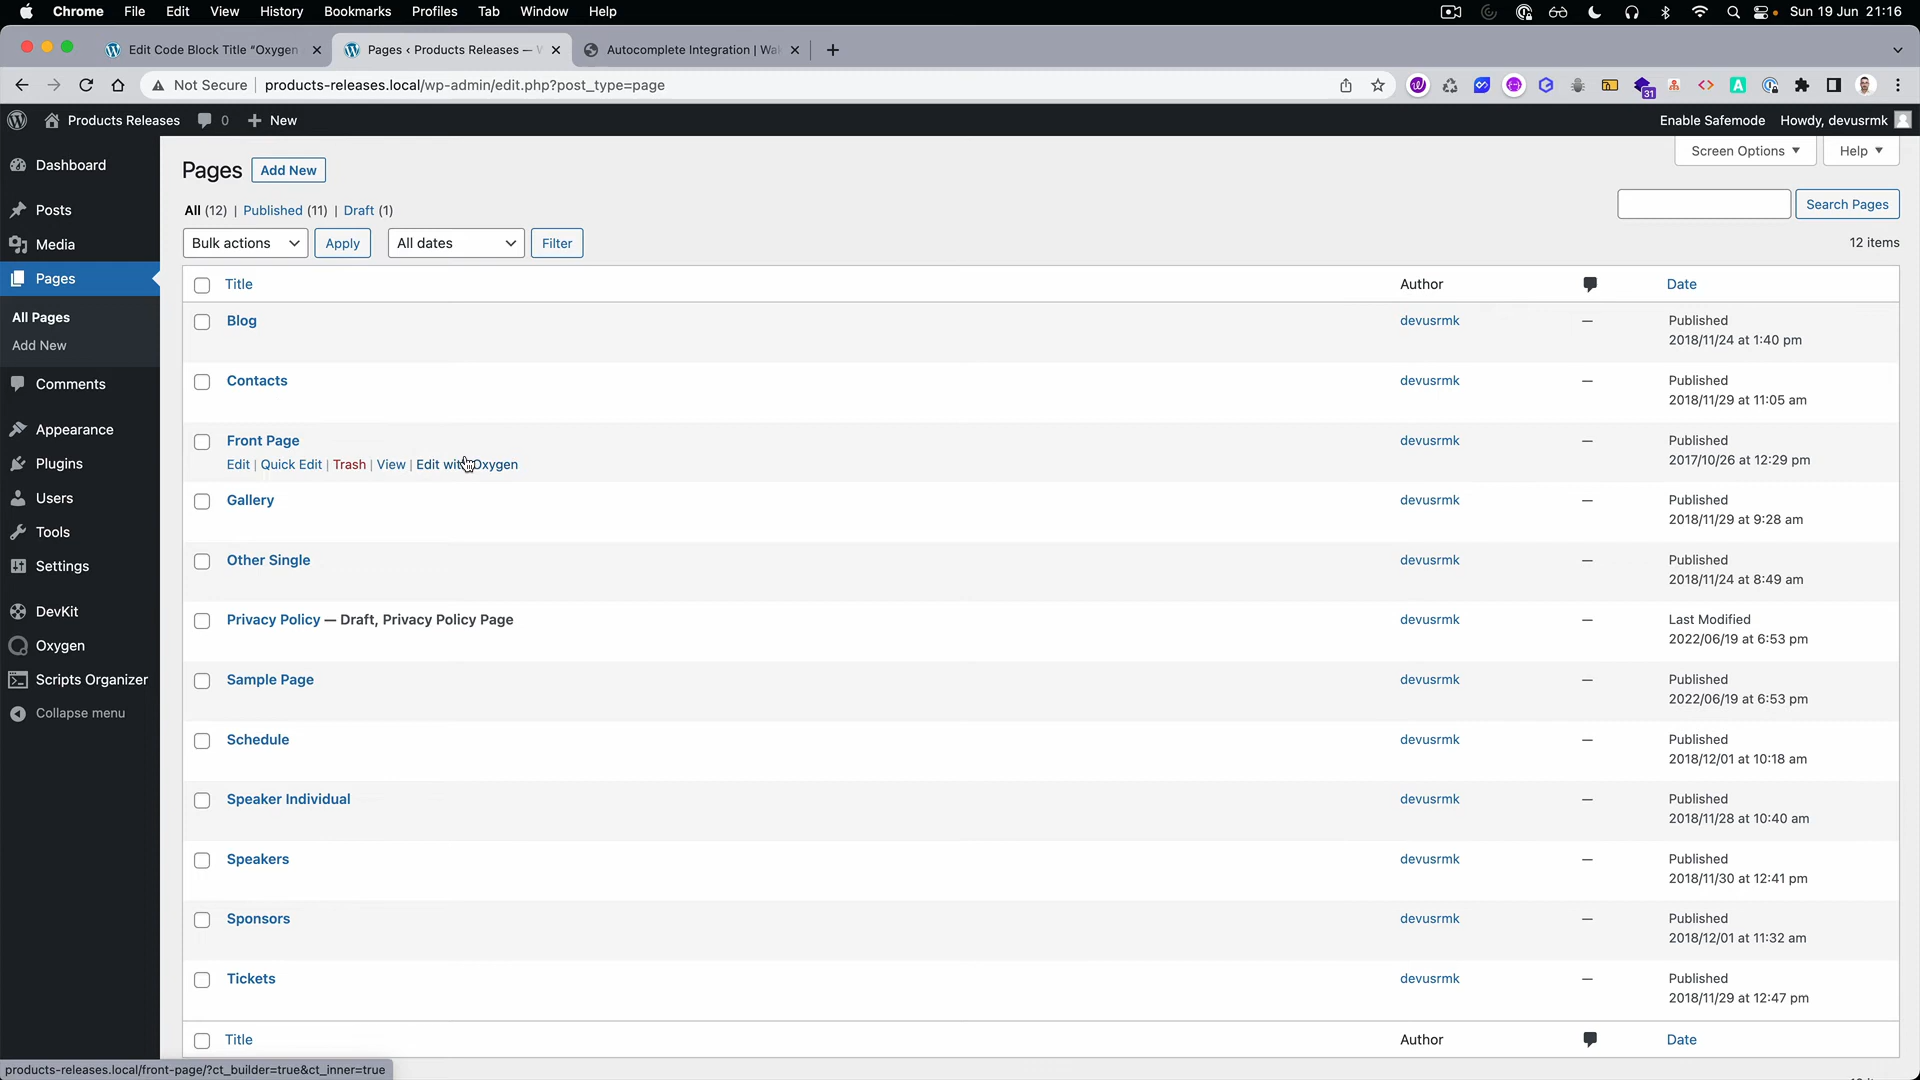 Chrome File Edit View History Bookmarks Profiles Tab Window Help Sun 19 Jun 21:16
Edit Code Block Title "Oxygen Pages ‹ Products Releases — W Autocomplete Integration | Wa
Not Secure products-releases.local/wp-admin/edit.php?post_type=page 31
Products Releases 0 New Enable Safemode Howdy, devusrmk
Dashboard
Posts
Media
Pages
All Pages
Add New
Comments
Appearance
Plugins
Users
Tools
Settings
DevKit
Oxygen
Scripts Organizer
Collapse menu
Screen Options Help
Pages Add New
All (12) | Published (11) | Draft (1)
Search Pages
Bulk actions Apply All dates Filter
12 items
Title Author Date
Blog devusrmk — Published
2018/11/24 at 1:40 pm
Contacts devusrmk — Published
2018/11/29 at 11:05 am
Front Page devusrmk — Published
Edit | Quick Edit | Trash | View | Edit with Oxygen 2017/10/26 at 12:29 pm
Gallery devusrmk — Published
2018/11/29 at 9:28 am
Other Single devusrmk — Published
2018/11/24 at 8:49 am
Privacy Policy — Draft, Privacy Policy Page devusrmk — Last Modified
2022/06/19 at 6:53 pm
Sample Page devusrmk — Published
2022/06/19 at 6:53 pm
Schedule devusrmk — Published
2018/12/01 at 10:18 am
Speaker Individual devusrmk — Published
2018/11/28 at 10:40 am
Speakers devusrmk — Published
2018/11/30 at 12:41 pm
Sponsors devusrmk — Published
2018/12/01 at 11:32 am
Tickets devusrmk — Published
2018/11/29 at 12:47 pm
Title Author Date
products-releases.local/front-page/?ct_builder=true&ct_inner=true